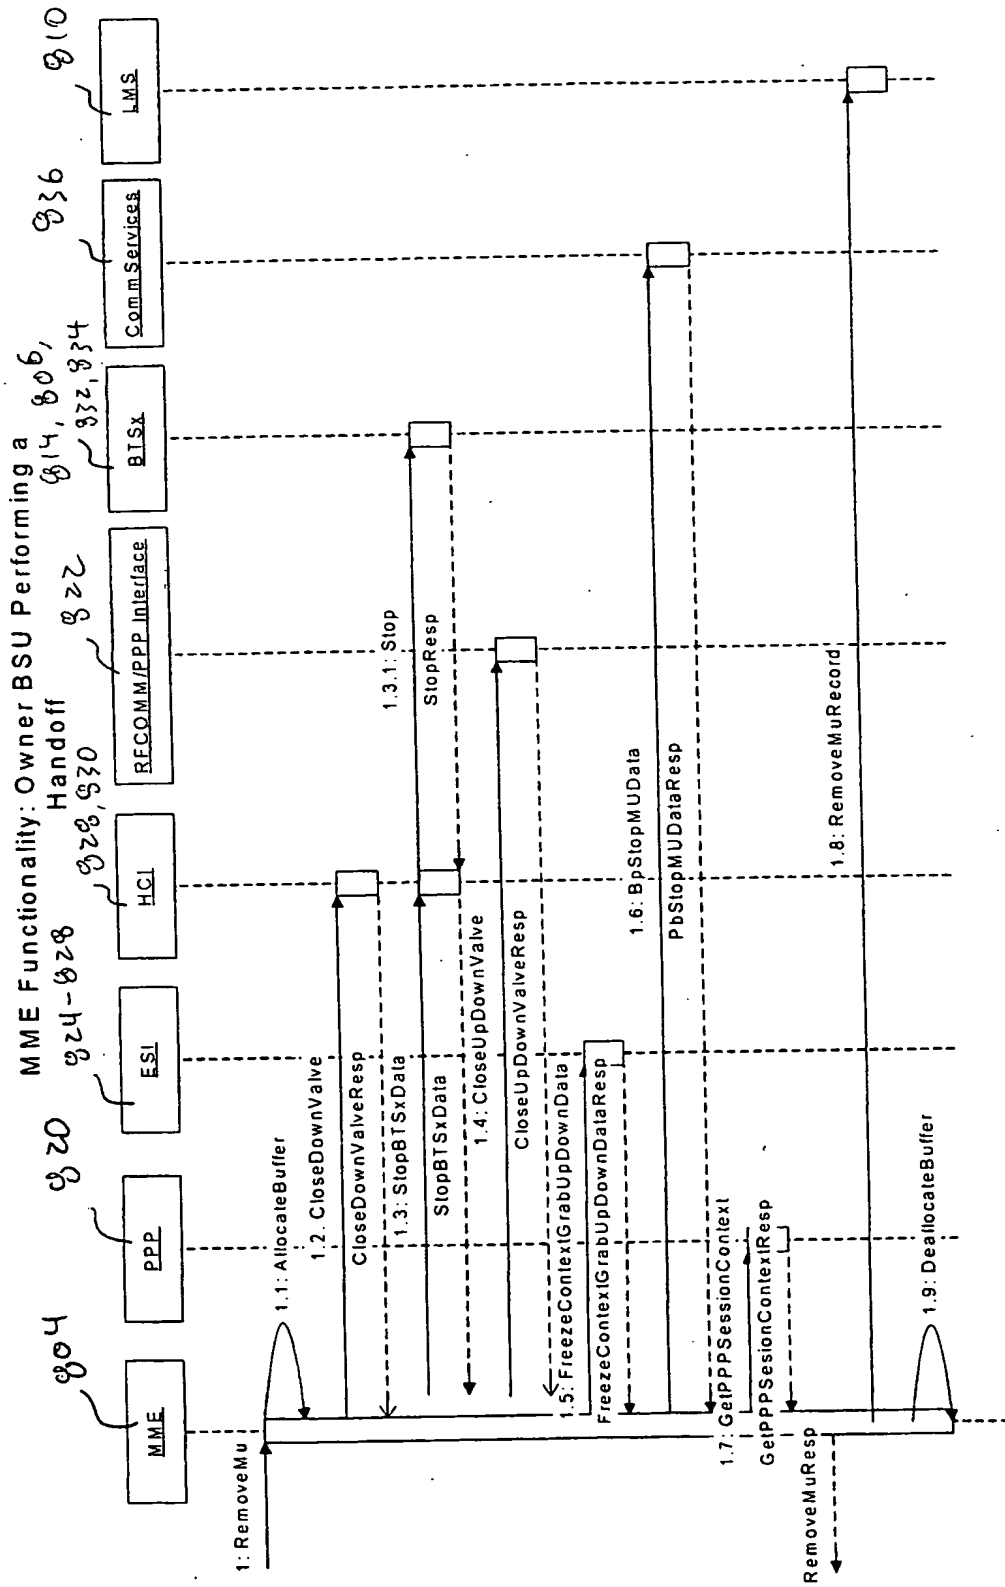 MME Functionality: Owner BSU Performing a
Handoff
804
820
824-828
828, 830
822
814, 806,
832, 834
836
810
MME
PPP
ESI
HCI
RFCOMM/PPP Interface
BTSx
CommServices
LMS
1: RemoveMu
1.1: AllocateBuffer
1.2. CloseDownValve
CloseDownValveResp
1.3: StopBTSxData
1.3.1: Stop
StopResp
StopBTSxData
1.4: CloseUpDownValve
CloseUpDownValveResp
1.5: FreezeContextGrabUpDownData
FreezeContextGrabUpDownDataResp
1.6: BpStopMUData
PbStopMUDataResp
1.7: GetPPPSessionContext
GetPPPSesionContextResp
RemoveMuResp
1.8: RemoveMuRecord
1.9: DeallocateBuffer